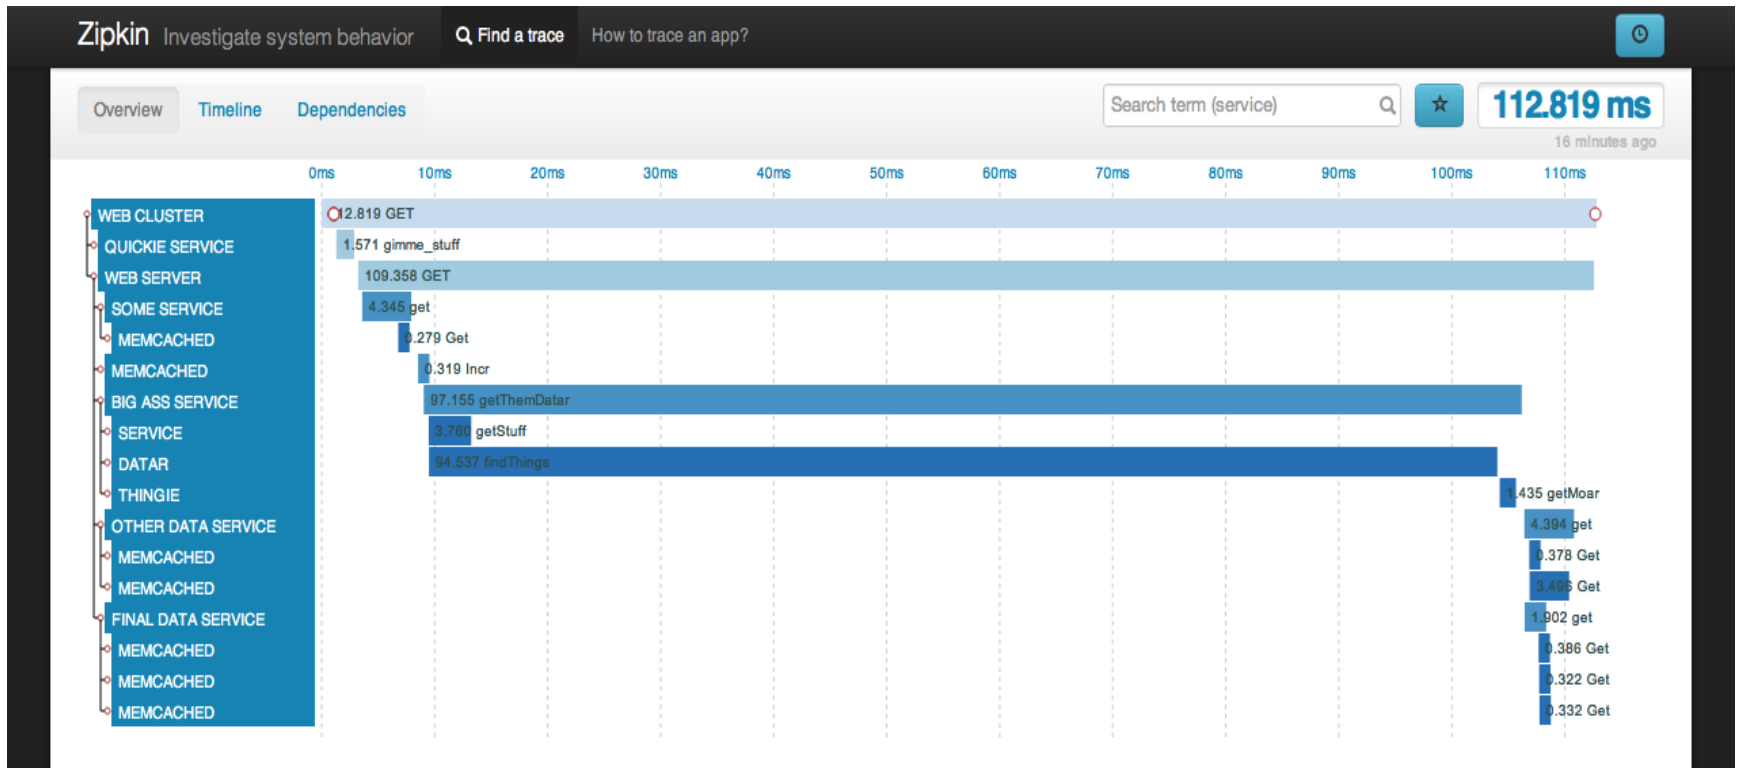 Zipkin Investigate system behavior Find a trace How to trace an app?
Overview Timeline Dependencies Search term (service) 112.819 ms
16 minutes ago
0ms 10ms 20ms 30ms 40ms 50ms 60ms 70ms 80ms 90ms 100ms 110ms
WEB CLUSTER 12.819 GET
QUICKIE SERVICE 1.571 gimme_stuff
WEB SERVER 109.358 GET
SOME SERVICE 4.345 get
MEMCACHED 0.279 Get
MEMCACHED 0.319 Incr
BIG ASS SERVICE 97.155 getThemDatar
SERVICE 3.760 getStuff
DATAR 94.537 findThings
THINGIE 1.435 getMoar
OTHER DATA SERVICE 4.394 get
MEMCACHED 0.378 Get
MEMCACHED 3.496 Get
FINAL DATA SERVICE 1.902 get
MEMCACHED 0.386 Get
MEMCACHED 0.322 Get
MEMCACHED 0.332 Get